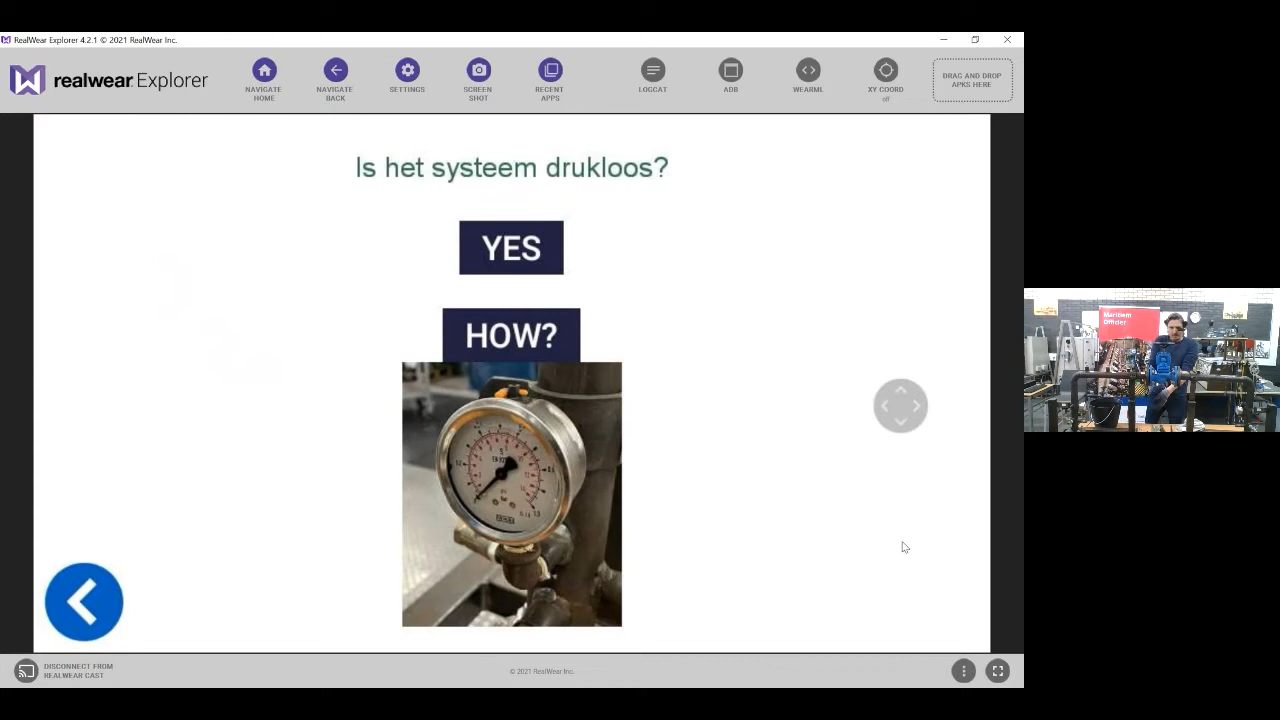 RealWear Explorer 4.2.1 © 2021 RealWear Inc.
realwear Explorer
NAVIGATE
HOME
NAVIGATE
BACK
SETTINGS
SCREEN
SHOT
RECENT
APPS
LOGCAT
ADB
WEARML
XY COORD
off
DRAG AND DROP
APKS HERE
Is het systeem drukloos?
YES
HOW?
Maritiem
Officier
DISCONNECT FROM
REALWEAR CAST
© 2021 RealWear Inc.